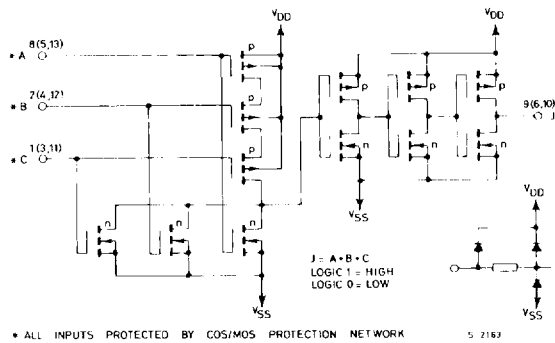 VDD
8(5,13)
* A
p
2(4,12)
* B
p
1(3,11)
* C
p
n
n
n
VSS
VDD
p
p
p
n
n
n
9(6,10)
J
VSS
J = A+B+C
LOGIC 1 = HIGH
LOGIC 0 = LOW
VDD
VSS
* ALL INPUTS PROTECTED BY COS/MOS PROTECTION NETWORK
S 2163